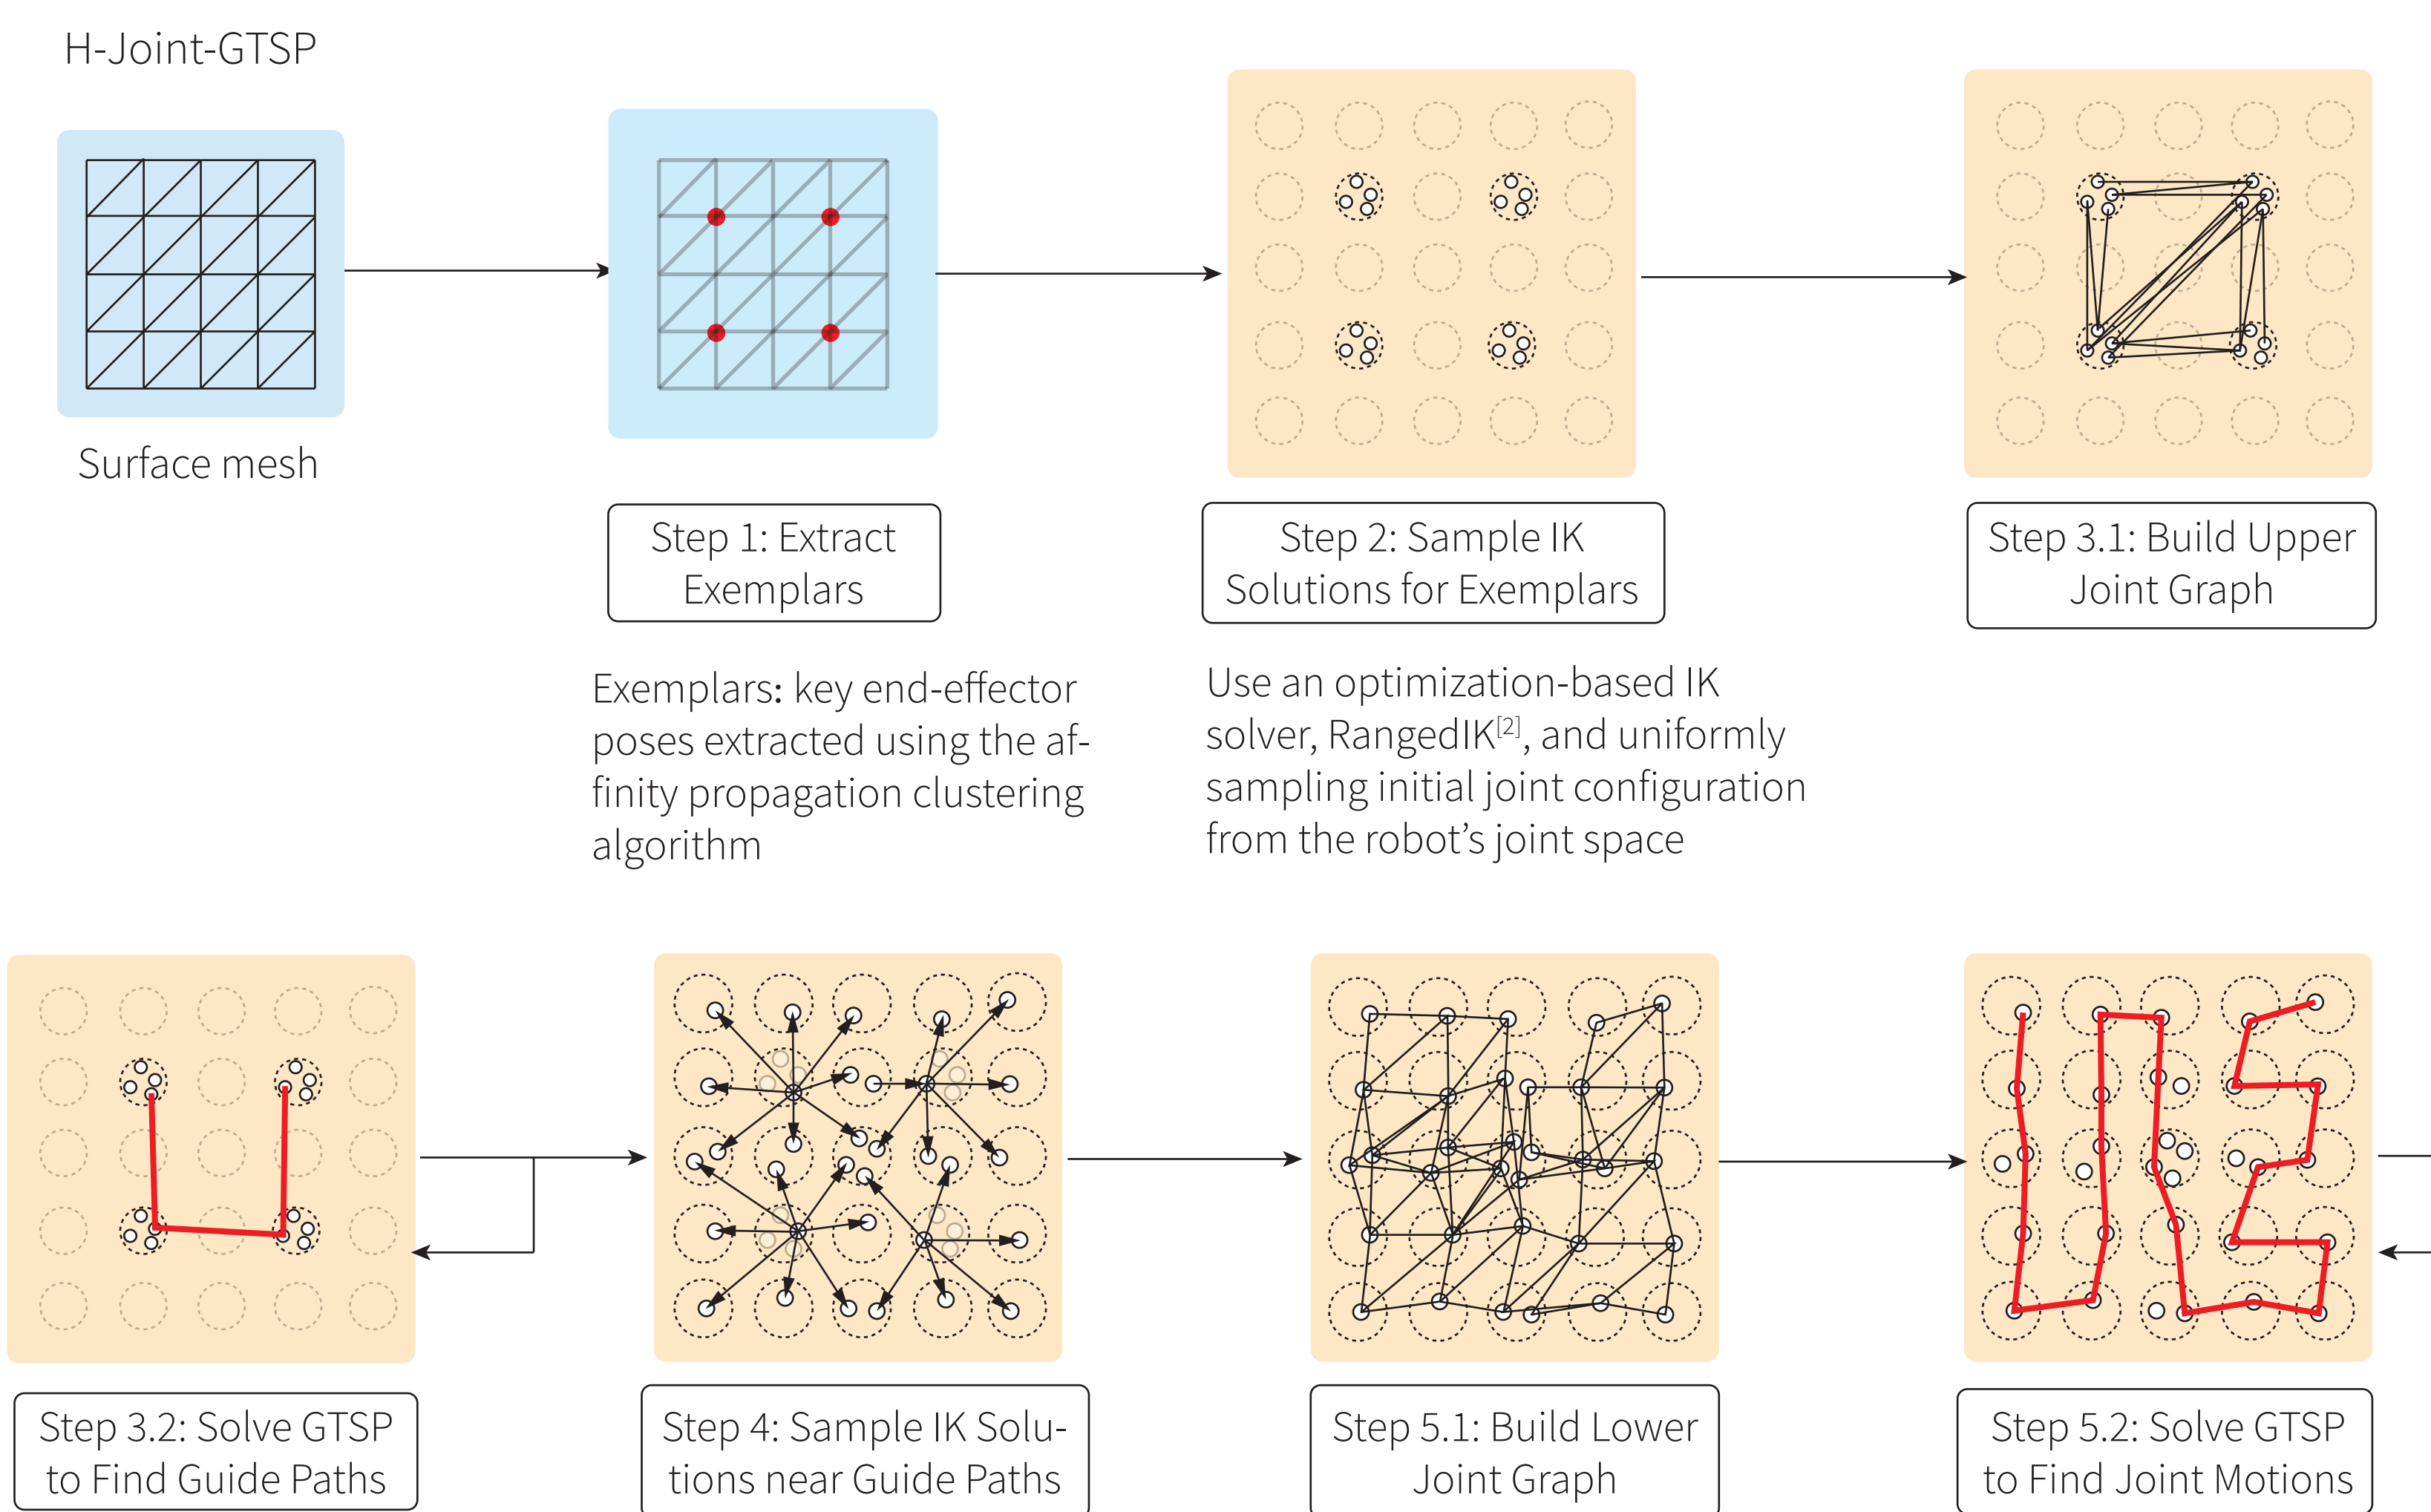 H-Joint-GTSP
Surface mesh
Step 1: Extract
Exemplars
Step 2: Sample IK
Solutions for Exemplars
Step 3.1: Build Upper
Joint Graph
Exemplars: key end-effector
poses extracted using the af-
finity propagation clustering
algorithm
Use an optimization-based IK
solver, RangedIK[2], and uniformly
sampling initial joint configuration
from the robot’s joint space
Step 3.2: Solve GTSP
to Find Guide Paths
Step 4: Sample IK Solu-
tions near Guide Paths
Step 5.1: Build Lower
Joint Graph
Step 5.2: Solve GTSP
to Find Joint Motions